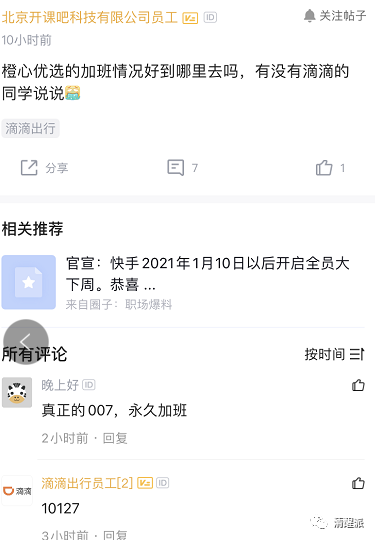 北京开课吧科技有限公司员工 V2 ID
关注帖子
10小时前
橙心优选的加班情况好到哪里去吗，有没有滴滴的
同学说说
滴滴出行
分享
7
1
相关推荐
官宣：快手2021年1月10日以后开启全员大
下周。恭喜 ...
来自圈子：职场爆料
所有评论
按时间
晚上好 ID
真正的007，永久加班
2小时前 · 回复
滴滴
滴滴出行员工[2] V2 ID
10127
3小时前 · 回复